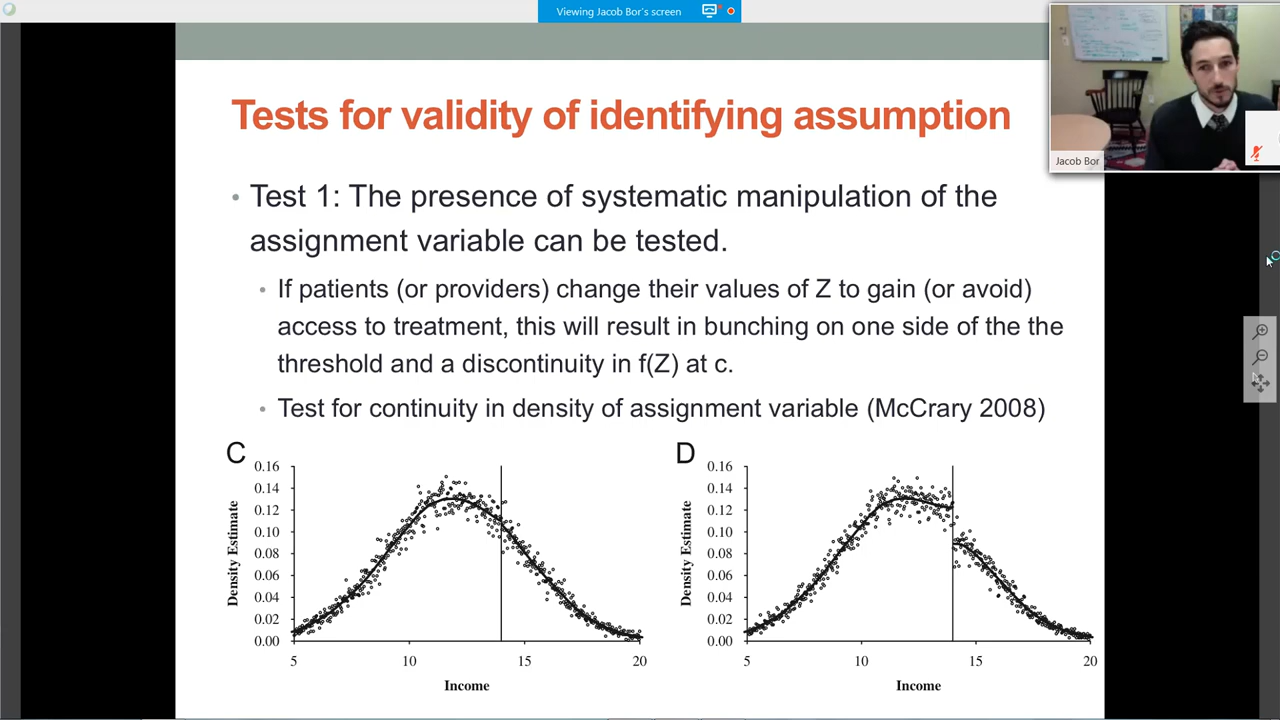 Viewing Jacob Bor's screen
Jacob Bor
Tests for validity of identifying assumption
• Test 1: The presence of systematic manipulation of the
assignment variable can be tested.
• If patients (or providers) change their values of Z to gain (or avoid)
access to treatment, this will result in bunching on one side of the the
threshold and a discontinuity in f(Z) at c.
• Test for continuity in density of assignment variable (McCrary 2008)
C
Density Estimate
0.16
0.14
0.12
0.10
0.08
0.06
0.04
0.02
0.00
5 10 15 20
Income
D
Density Estimate
0.16
0.14
0.12
0.10
0.08
0.06
0.04
0.02
0.00
5 10 15 20
Income